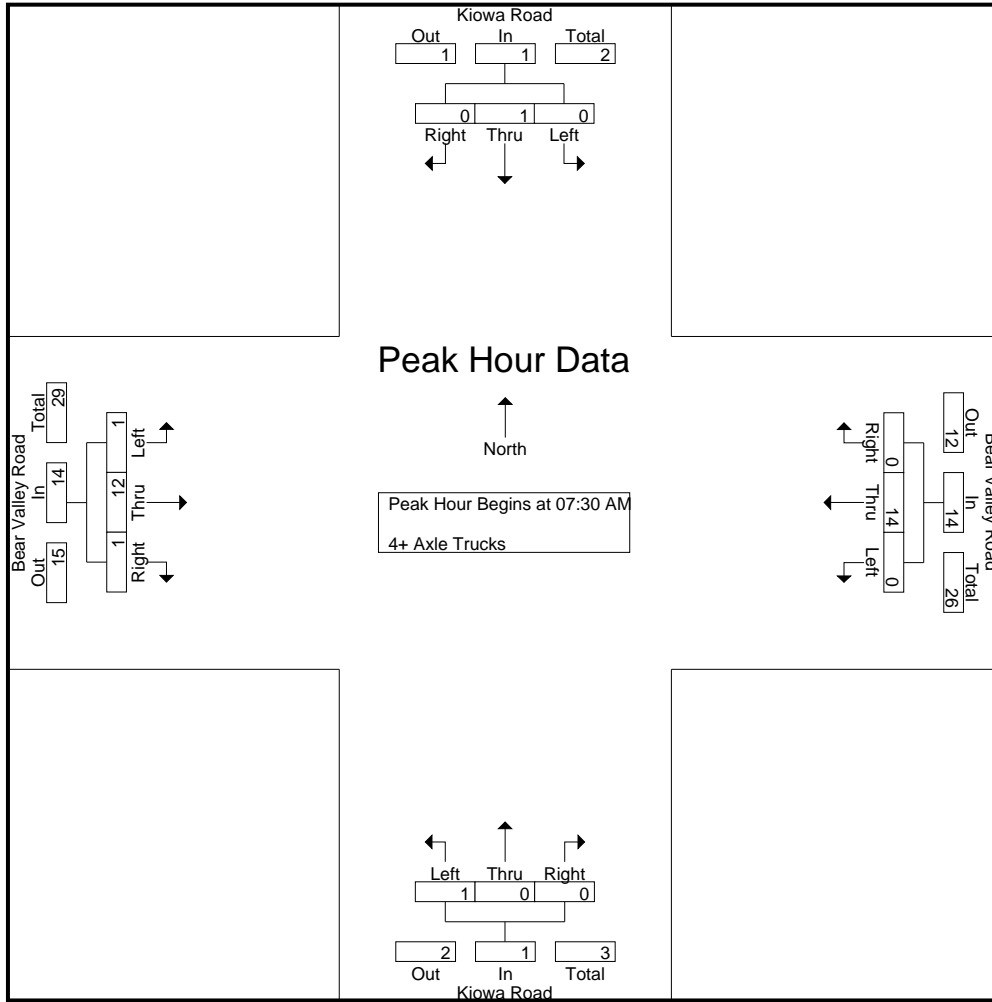 Kiowa Road
Out In Total
1 1 2
0 1 0
Right Thru Left
Peak Hour Data
North
Peak Hour Begins at 07:30 AM
4+ Axle Trucks
Bear Valley Road
Out In Total
15 14 29
1 12 1
Left Thru Right
Bear Valley Road
Out In Total
12 14 26
0 14 0
Right Thru Left
Left Thru Right
1 0 0
2 1 3
Out In Total
Kiowa Road